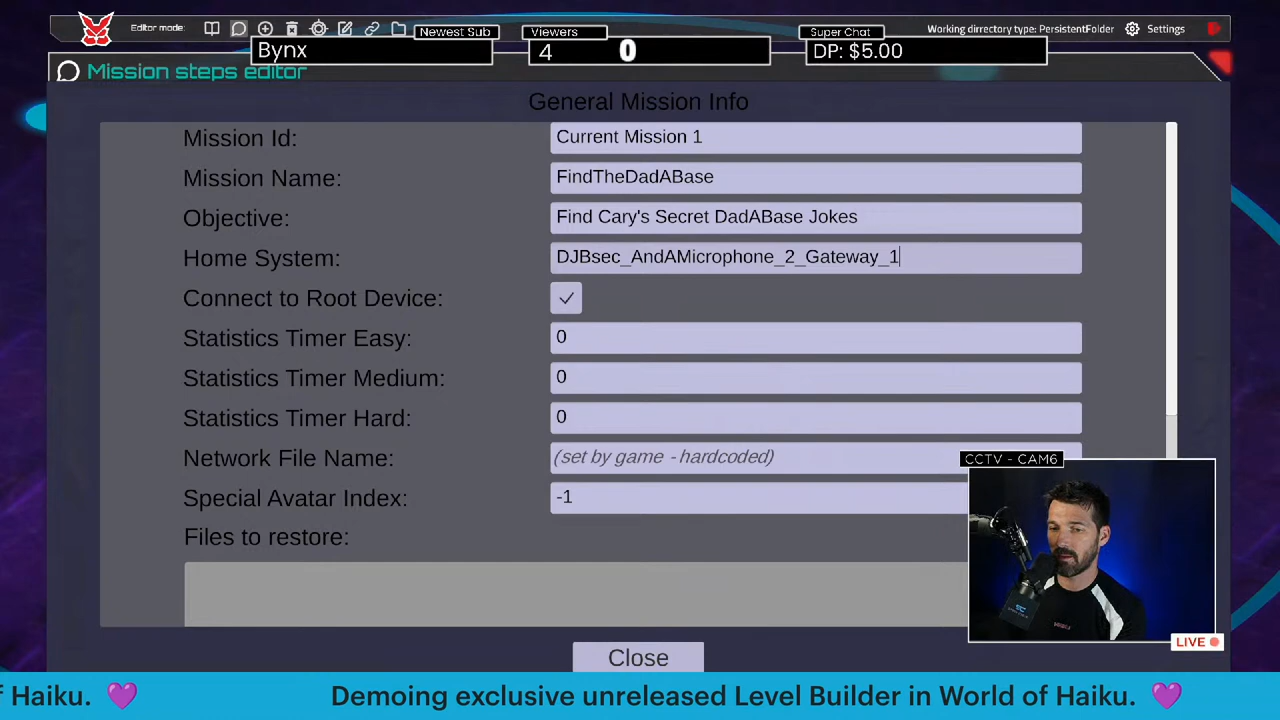 Editor mode:
Newest Sub
Bynx
Viewers
4
0
Super Chat
DP: $5.00
Working dirrectory type: PersistentFolder
Settings
Mission steps editor
General Mission Info
Mission Id: Current Mission 1
Mission Name: FindTheDadABase
Objective: Find Cary's Secret DadABase Jokes
Home System: DJBsec_AndAMicrophone_2_Gateway_1
Connect to Root Device:
Statistics Timer Easy: 0
Statistics Timer Medium: 0
Statistics Timer Hard: 0
Network File Name: (set by game - hardcoded)
Special Avatar Index: -1
Files to restore:
CCTV - CAM6
LIVE
Close
of Haiku. 💜 Demoing exclusive unreleased Level Builder in World of Haiku. 💜